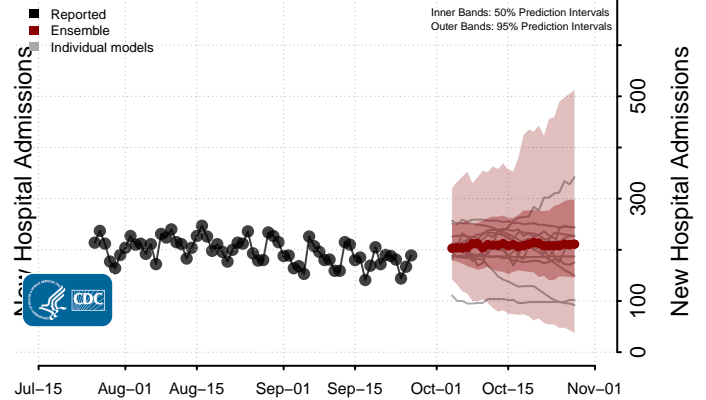 Reported
Ensemble
Individual models
Inner Bands: 50% Prediction Intervals
Outer Bands: 95% Prediction Intervals
New Hospital Admissions
CDC
500
300
100
0
New Hospital Admissions
Jul–15
Aug–01
Aug–15
Sep–01
Sep–15
Oct–01
Oct–15
Nov–01